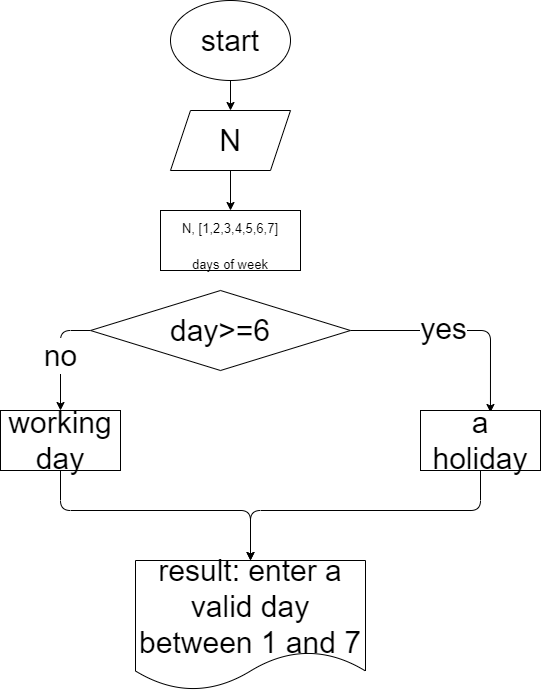 start
N
N, [1,2,3,4,5,6,7]
days of week
day>=6
yes
no
working
day
a
holiday
result: enter a
valid day
between 1 and 7